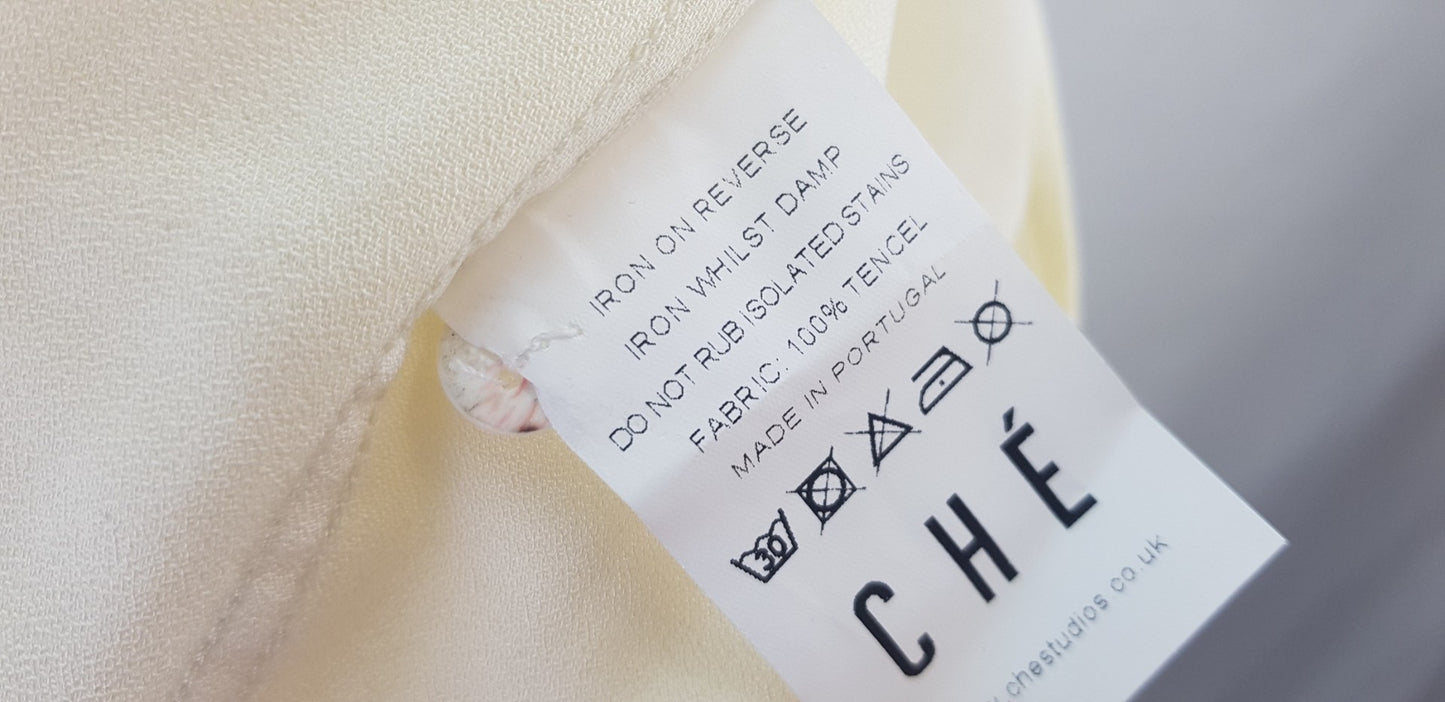 IRON ON REVERSE
IRON WHILST DAMP
DO NOT RUB ISOLATED STAINS
FABRIC: 100% TENCEL
MADE IN PORTUGAL
30
CHÉ
.chestudios.co.uk